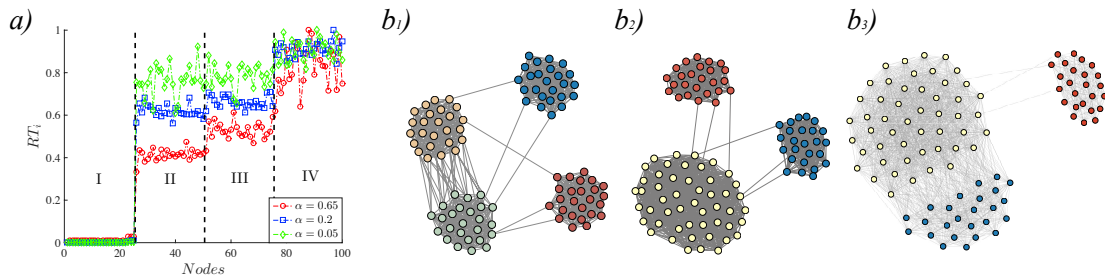 a)
b₁)
b₂)
b₃)
1
0.8
0.6
0.4
0.2
0
RTᵢ
I
II
III
IV
α = 0.65
α = 0.2
α = 0.05
0 20 40 60 80 100
Nodes